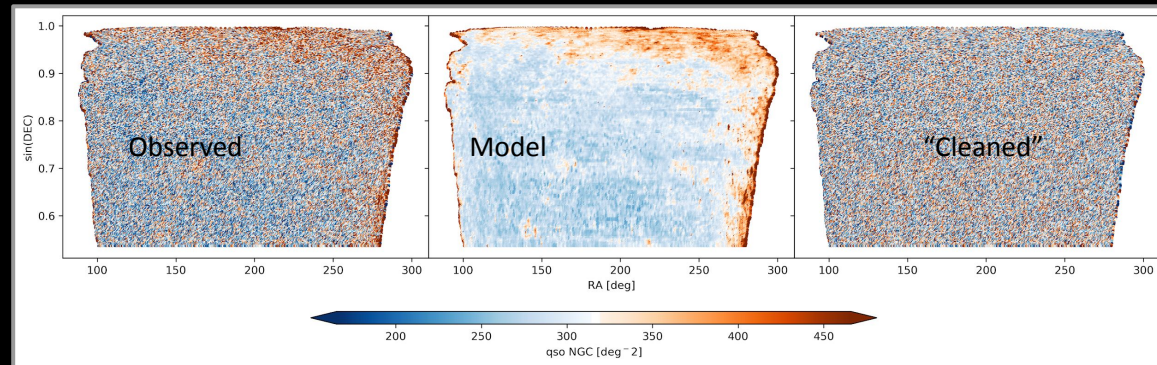 1.0
0.9
0.8
0.7
0.6
sin(DEC)
Observed
Model
“Cleaned”
100 150 200 250 300 100 150 200 250 300 100 150 200 250 300
RA [deg]
200 250 300 350 400 450
qso NGC [deg^-2]